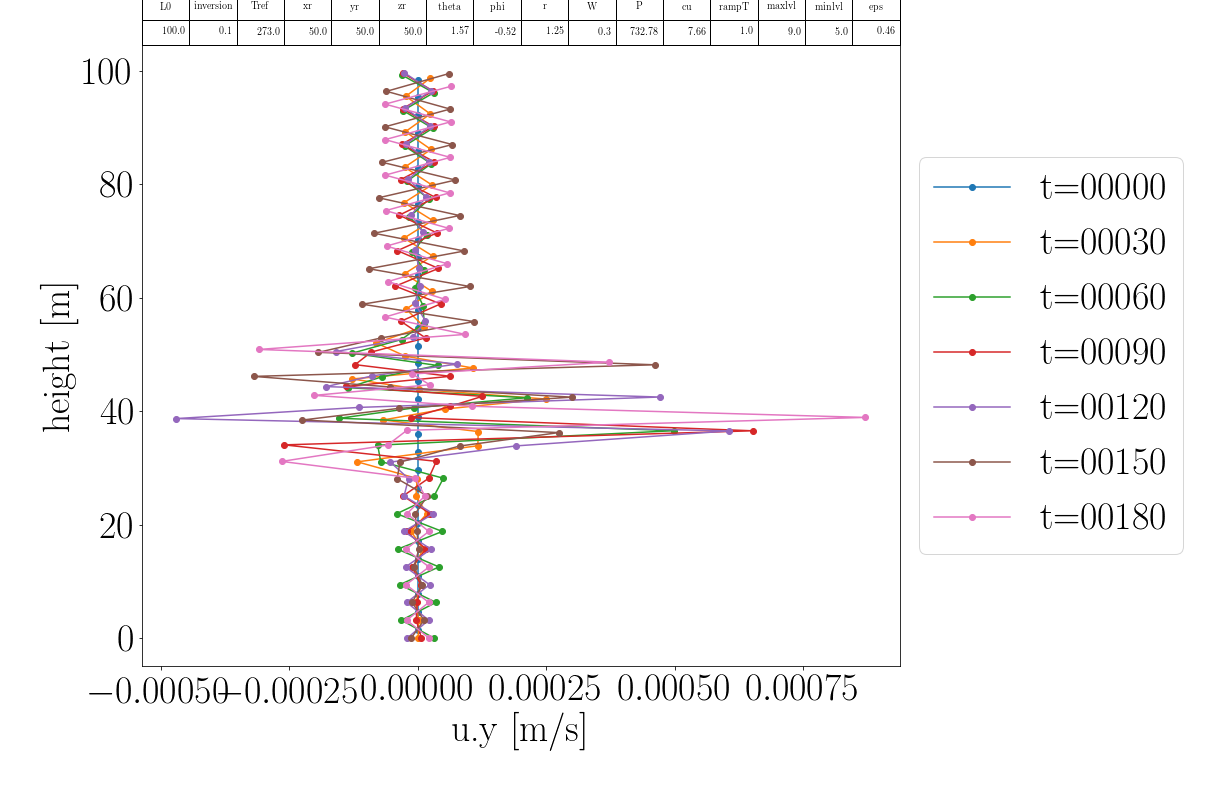 L0 inversion Tref xr yr zr theta phi r W P cu rampT maxlvl minlvl eps
100.0 0.1 273.0 50.0 50.0 50.0 1.57 -0.52 1.25 0.3 732.78 7.66 1.0 9.0 5.0 0.46
100
80
60
40
20
0
height [m]
−0.00050 −0.00025 0.00000 0.00025 0.00050 0.00075
u.y [m/s]
t=00000
t=00030
t=00060
t=00090
t=00120
t=00150
t=00180